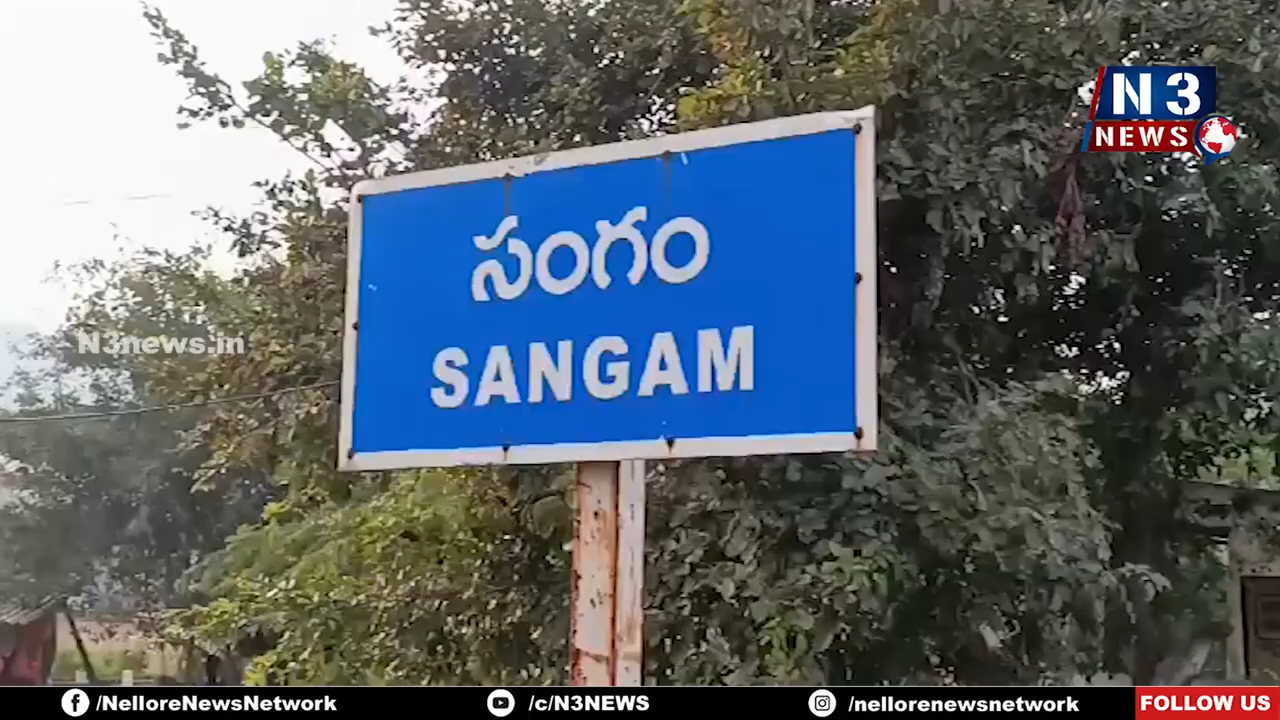 N3
NEWS
సంగం
SANGAM
N3news.in
/NelloreNewsNetwork
/c/N3NEWS
/nellorenewsnetwork
FOLLOW US